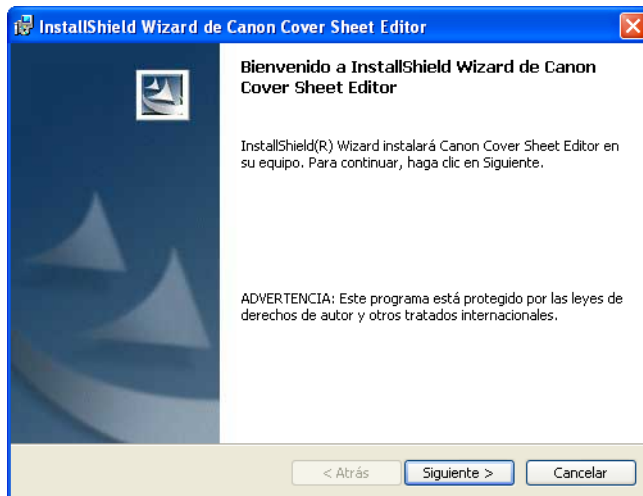 InstallShield Wizard de Canon Cover Sheet Editor
Bienvenido a InstallShield Wizard de Canon
Cover Sheet Editor
InstallShield(R) Wizard instalará Canon Cover Sheet Editor en
su equipo. Para continuar, haga clic en Siguiente.
ADVERTENCIA: Este programa está protegido por las leyes de
derechos de autor y otros tratados internacionales.
< Atrás Siguiente > Cancelar